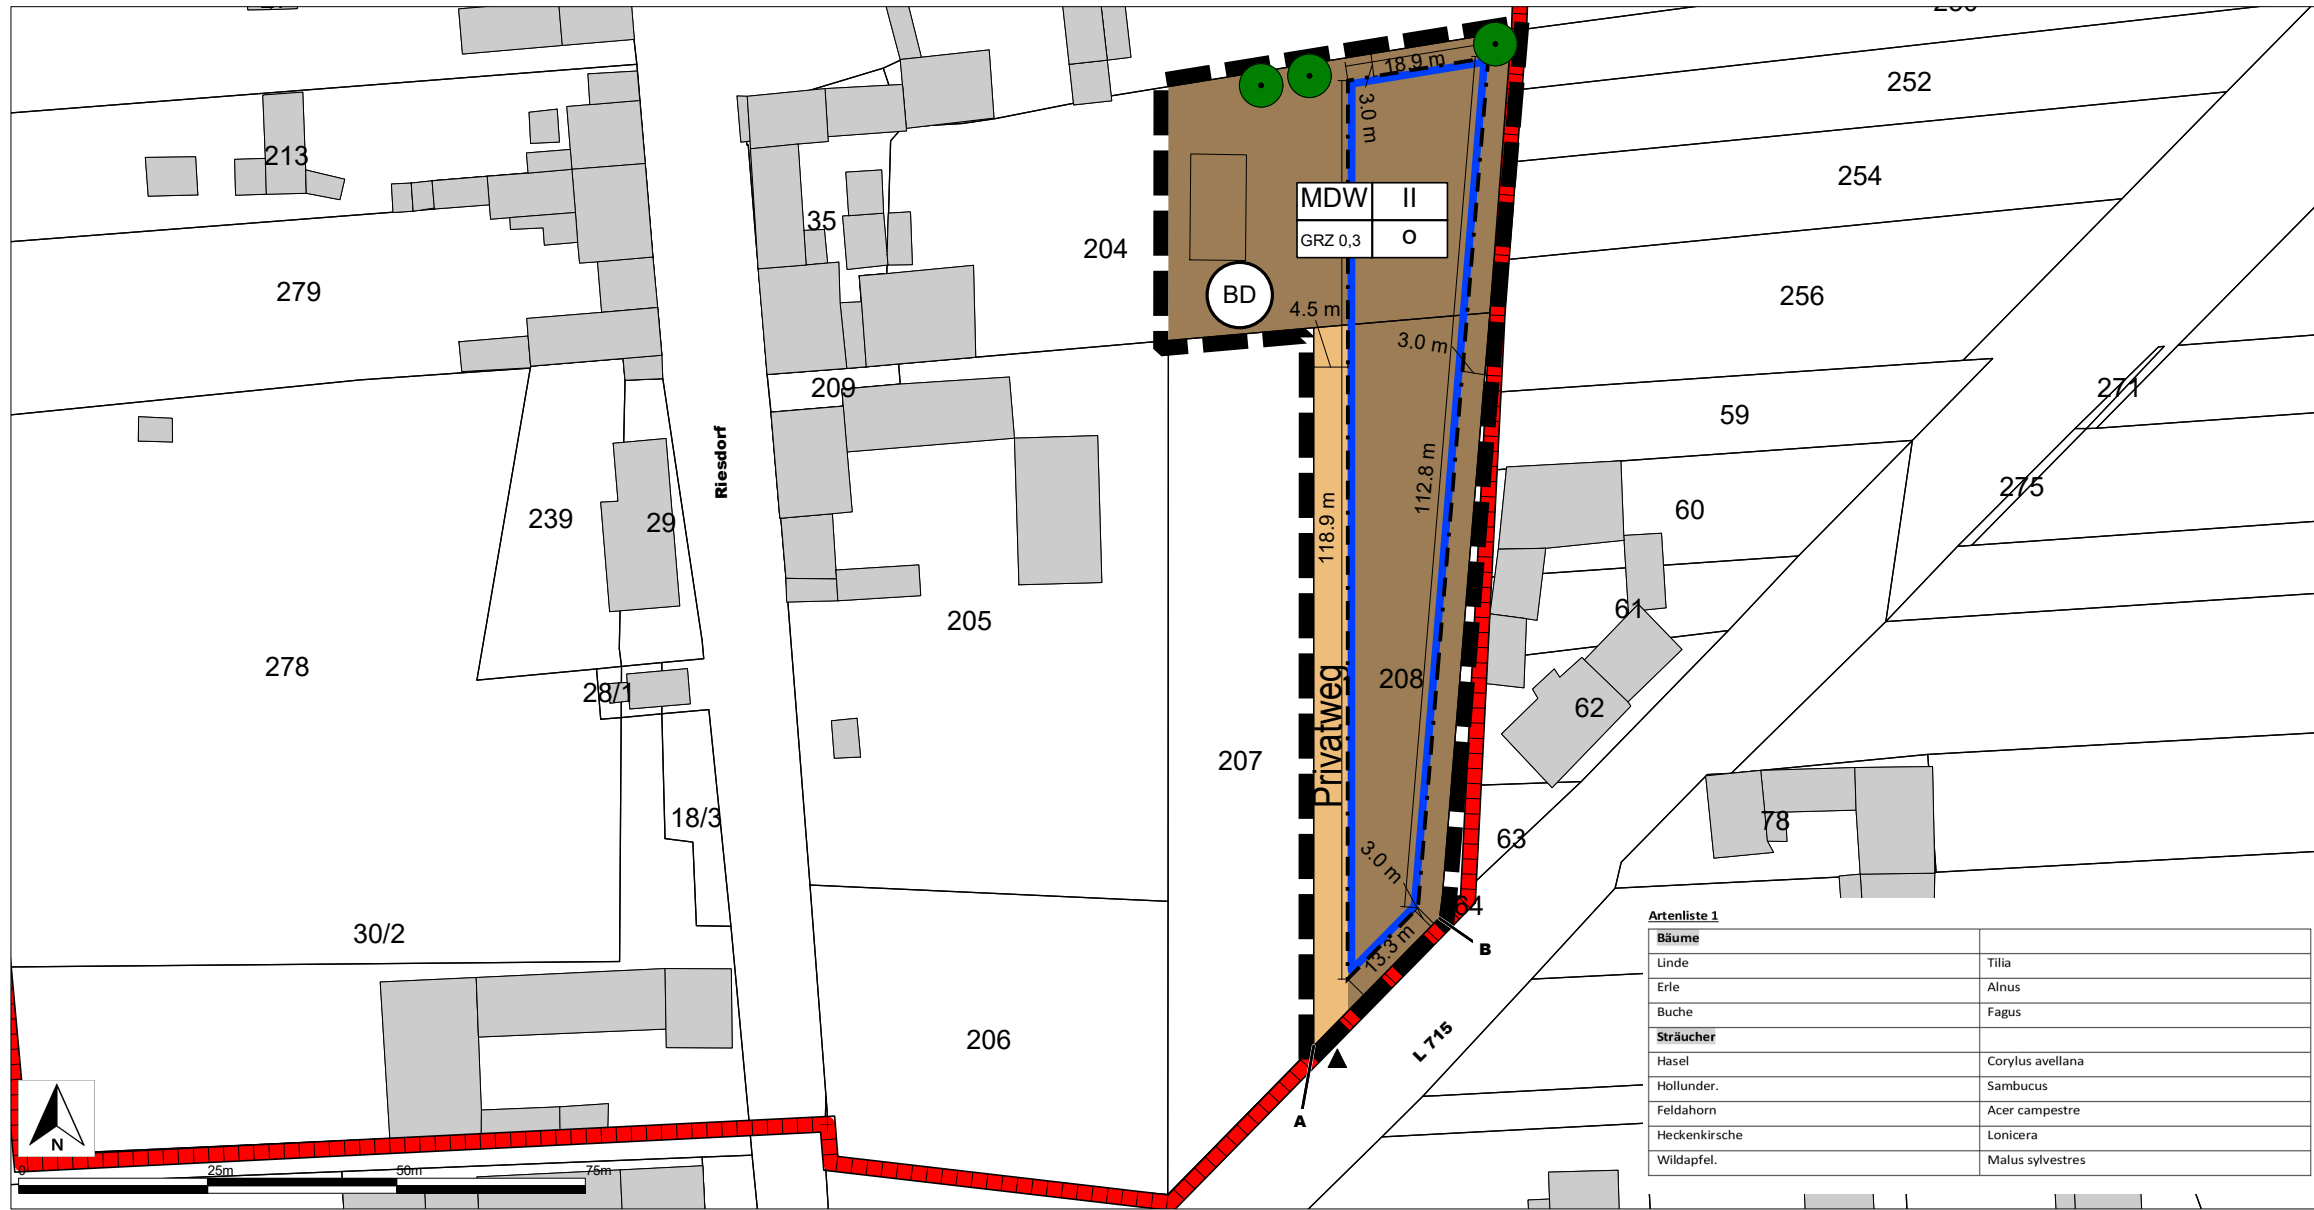 252
18.9 m
3.0 m
213
254
MDW II
GRZ 0,3 o
35
204
279
BD
256
4.5 m
3.0 m
209
59
271
Riesdorf
112.8 m
275
239
29
118.9 m
60
61
205
278
208
28/1
Privatweg
62
207
18/3
78
63
3.0 m
64
30/2
13.3 m
B
206
L 715
A
N
0 25m 50m 75m
Artenliste 1
Bäume
Linde Tilia
Erle Alnus
Buche Fagus
Sträucher
Hasel Corylus avellana
Hollunder. Sambucus
Feldahorn Acer campestre
Heckenkirsche Lonicera
Wildapfel. Malus sylvestres